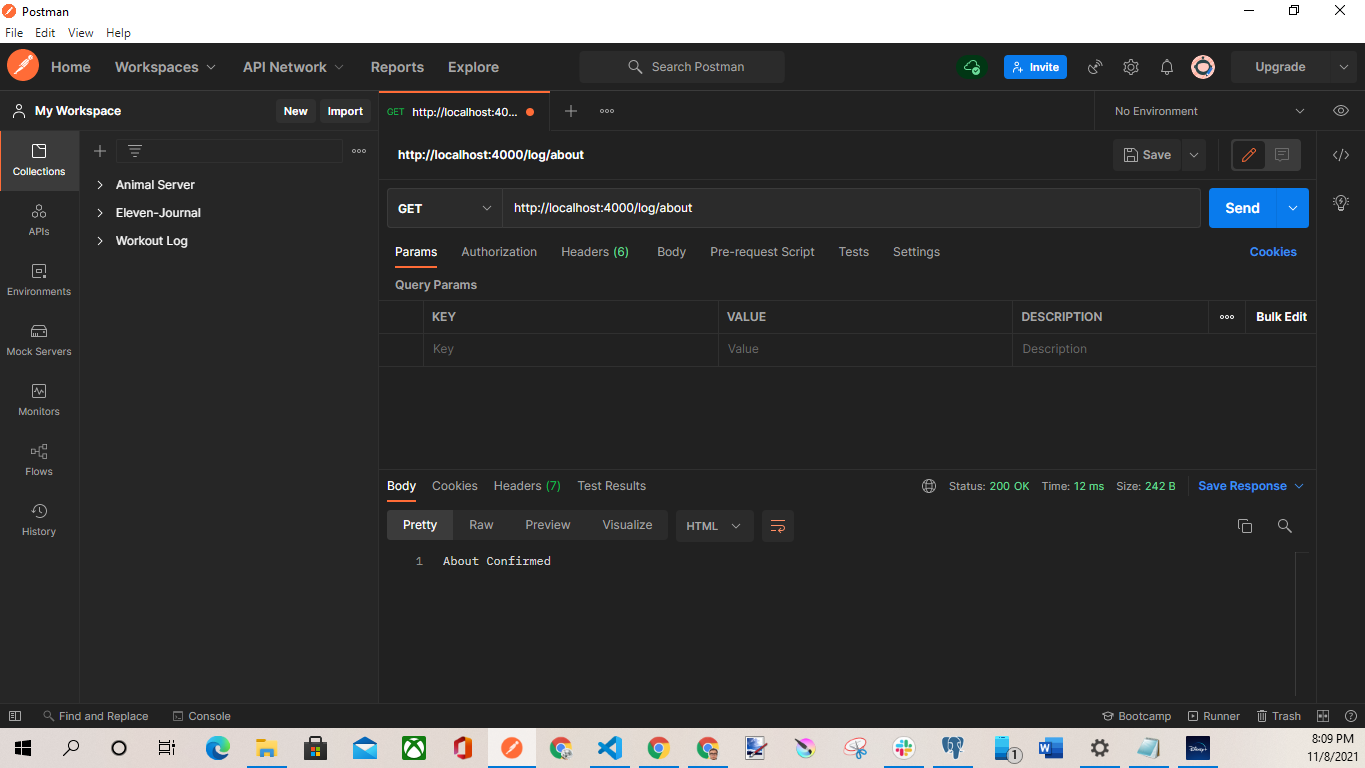 Postman
File Edit View Help
Home Workspaces API Network Reports Explore Search Postman Invite Upgrade
My Workspace New Import
GET http://localhost:40... No Environment
http://localhost:4000/log/about Save
Collections
APIs
Environments
Mock Servers
Monitors
Flows
History
Animal Server
Eleven-Journal
Workout Log
GET http://localhost:4000/log/about Send
Params Authorization Headers (6) Body Pre-request Script Tests Settings Cookies
Query Params
KEY VALUE DESCRIPTION Bulk Edit
Key Value Description
Body Cookies Headers (7) Test Results Status: 200 OK Time: 12 ms Size: 242 B Save Response
Pretty Raw Preview Visualize HTML
1 About Confirmed
Find and Replace Console Bootcamp Runner Trash
Disney+
1
8:09 PM
11/8/2021